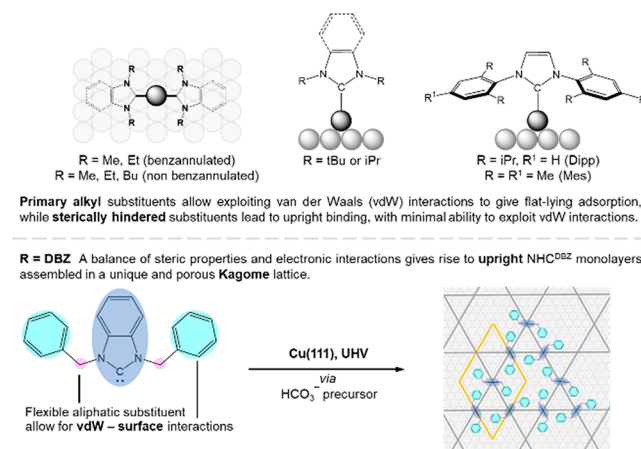 R
R
N
N
N
N
R
R
R
N
N
R
C
R
R
N
N
C
R¹
R
R
R¹
R = Me, Et (benzannulated)
R = Me, Et, Bu (non benzannulated)
R = tBu or iPr
R = iPr, R¹ = H (Dipp)
R = R¹ = Me (Mes)
Primary alkyl substituents allow exploiting van der Waals (vdW) interactions to give flat-lying adsorption,
while sterically hindered substituents lead to upright binding, with minimal ability to exploit vdW interactions.
R = DBZ A balance of steric properties and electronic interactions gives rise to upright NHCᴰᴮᶻ monolayers
assembled in a unique and porous Kagome lattice.
N
N
C
Cu(111), UHV
via
HCO₃⁻ precursor
Flexible aliphatic substituent
allow for vdW – surface interactions